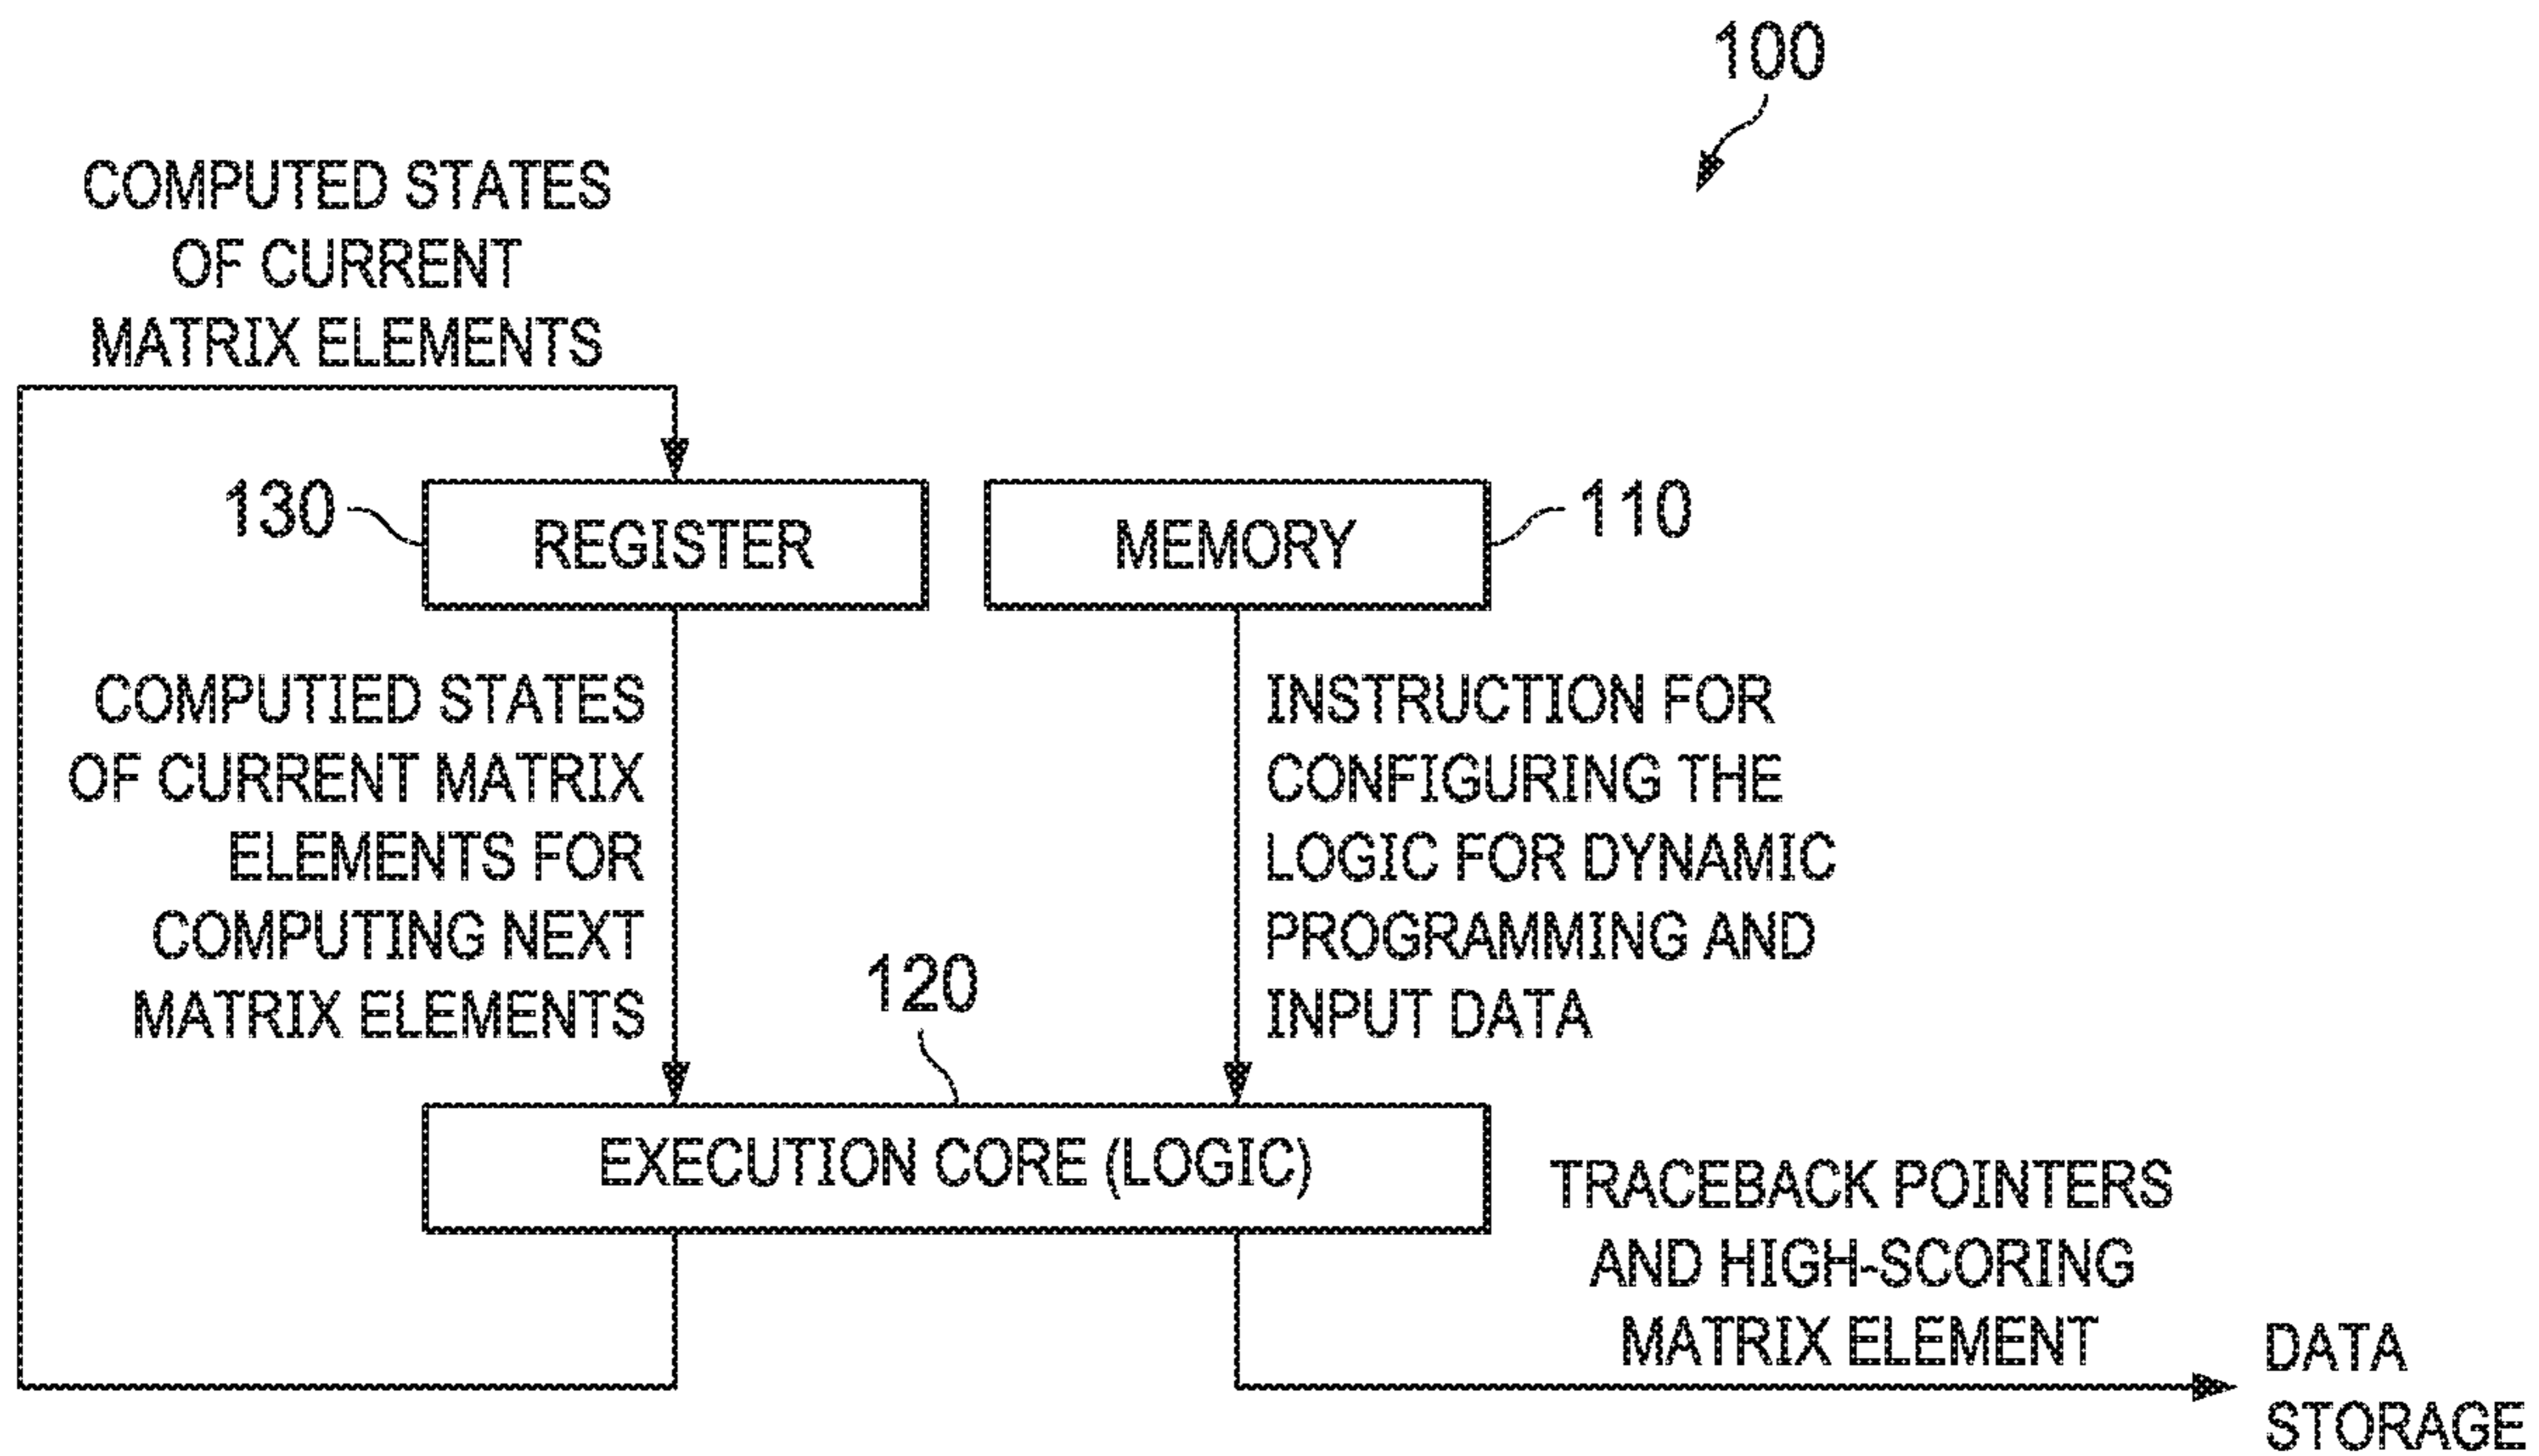 100
COMPUTED STATES
OF CURRENT
MATRIX ELEMENTS
130
REGISTER
MEMORY
110
COMPUTIED STATES
OF CURRENT MATRIX
ELEMENTS FOR
COMPUTING NEXT
MATRIX ELEMENTS
INSTRUCTION FOR
CONFIGURING THE
LOGIC FOR DYNAMIC
PROGRAMMING AND
INPUT DATA
120
EXECUTION CORE (LOGIC)
TRACEBACK POINTERS
AND HIGH-SCORING
MATRIX ELEMENT
DATA
STORAGE